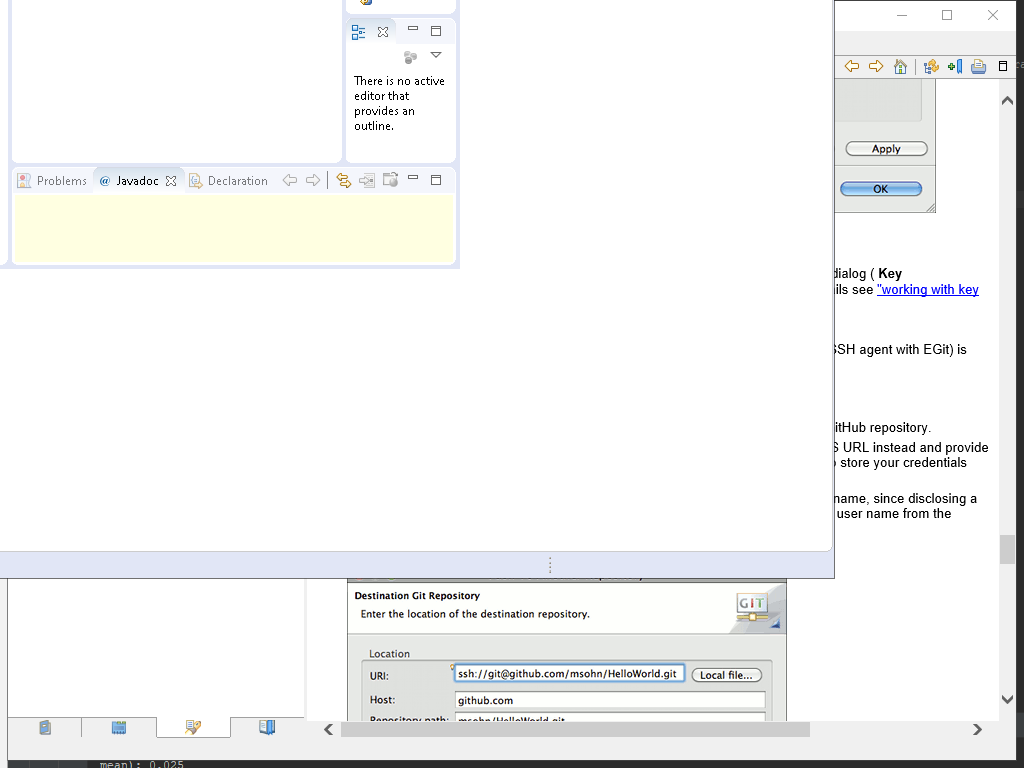 There is no active
editor that
provides an
outline.
Problems
@ Javadoc
Declaration
Apply
OK
dialog ( Key
ils see "working with key
SSH agent with EGit) is
itHub repository.
S URL instead and provide
store your credentials
name, since disclosing a
user name from the
Destination Git Repository
Enter the location of the destination repository.
GIT
Location
URI:
ssh://git@github.com/msohn/HelloWorld.git
Local file...
Host:
github.com
Repository path:
msohn/HelloWorld.git
mean): 0.025